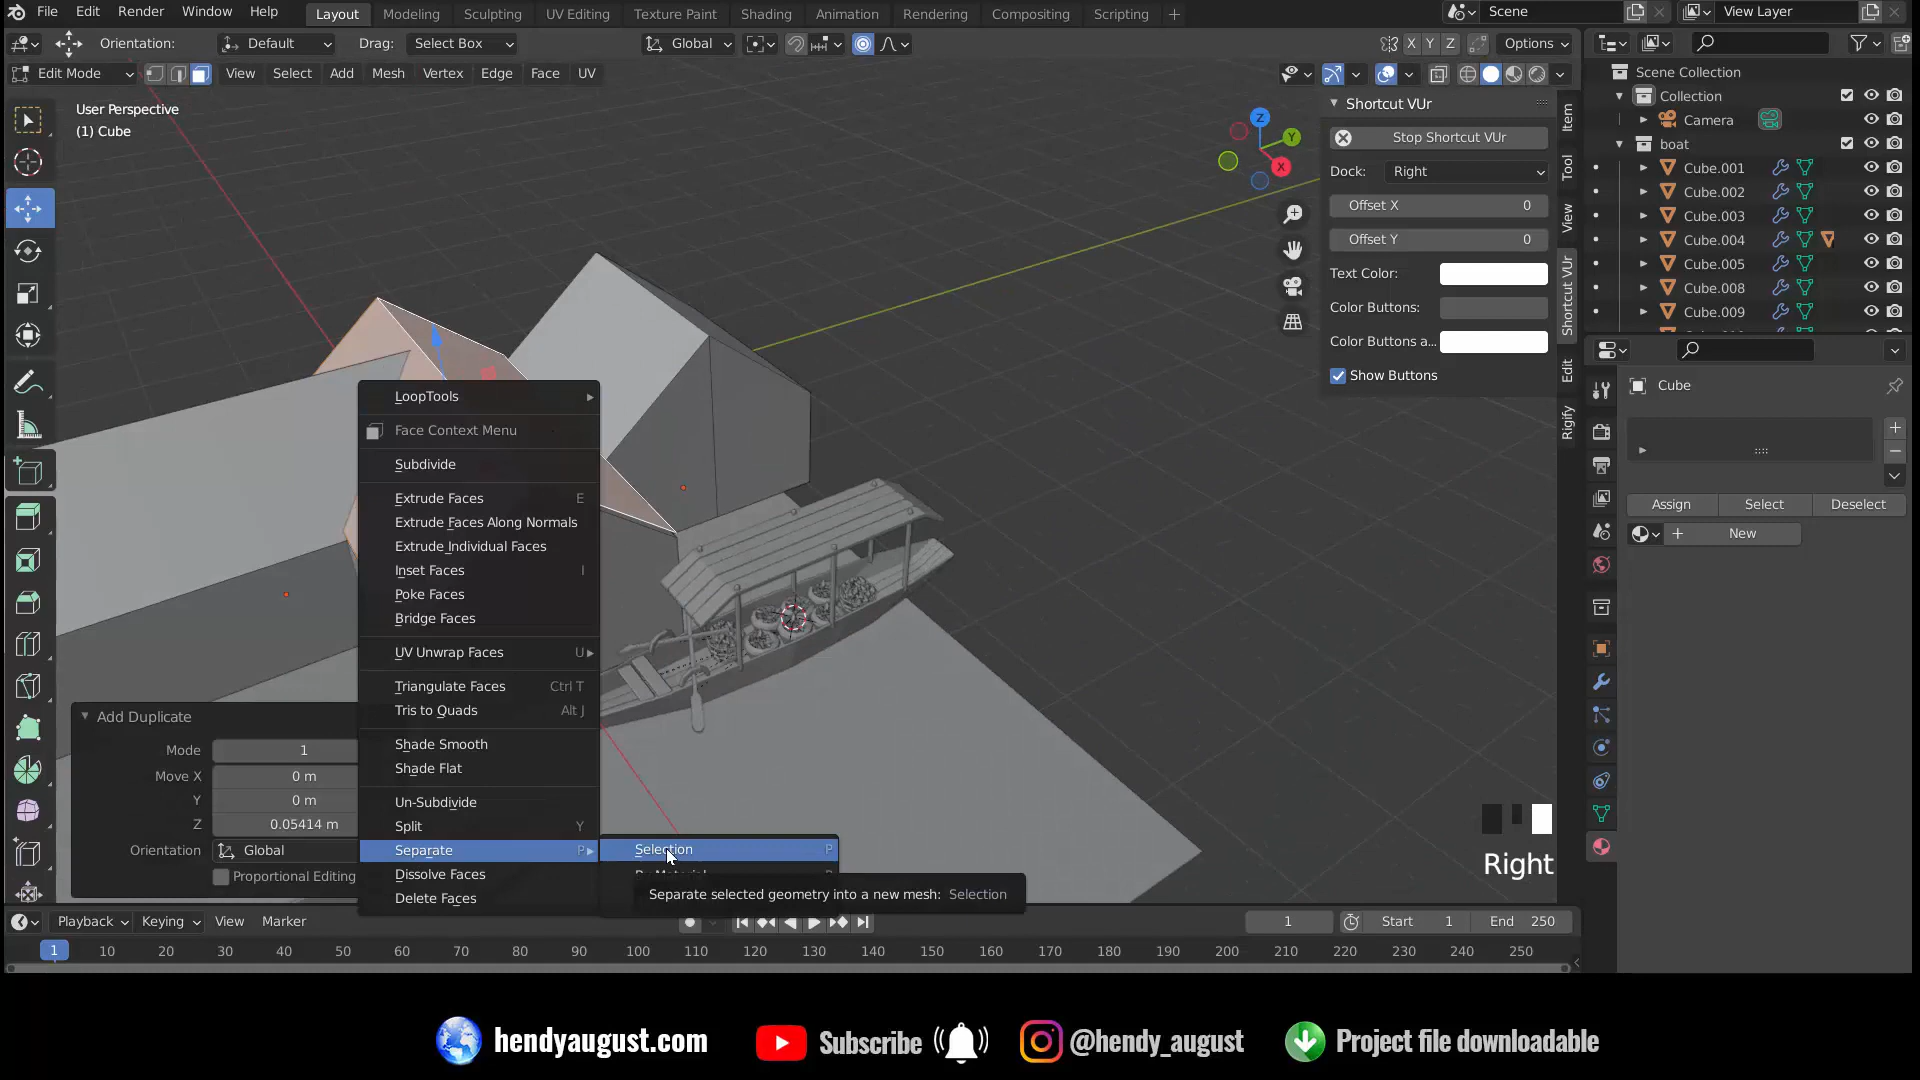 File Edit Render Window Help Layout Modeling Sculpting UV Editing Texture Paint Shading Animation Rendering Compositing Scripting + Scene View Layer
Orientation: Default Drag: Select Box Global X Y Z Options
Edit Mode View Select Add Mesh Vertex Edge Face UV
User Perspective
(1) Cube
Z
Y
X
Shortcut VUr
Stop Shortcut VUr
Dock: Right
Offset X 0
Offset Y 0
Text Color:
Color Buttons:
Color Buttons a...
Show Buttons
Item
Tool
View
Shortcut VUr
Edit
Rigify
Scene Collection
Collection
Camera
boat
Cube.001
Cube.002
Cube.003
Cube.004
Cube.005
Cube.008
Cube.009
Cube
Assign Select Deselect
New
LoopTools
Face Context Menu
Subdivide
Extrude Faces E
Extrude Faces Along Normals
Extrude Individual Faces
Inset Faces I
Poke Faces
Bridge Faces
UV Unwrap Faces U
Triangulate Faces Ctrl T
Tris to Quads Alt J
Shade Smooth
Shade Flat
Un-Subdivide
Split Y
Separate P
Dissolve Faces
Delete Faces
Selection P
Separate selected geometry into a new mesh: Selection
Add Duplicate
Mode 1
Move X 0 m
Y 0 m
Z 0.05414 m
Orientation Global
Proportional Editing
Right
Playback Keying View Marker 1 Start 1 End 250
1 10 20 30 40 50 60 70 80 90 100 110 120 130 140 150 160 170 180 190 200 210 220 230 240 250
hendyaugust.com Subscribe @hendy_august Project file downloadable